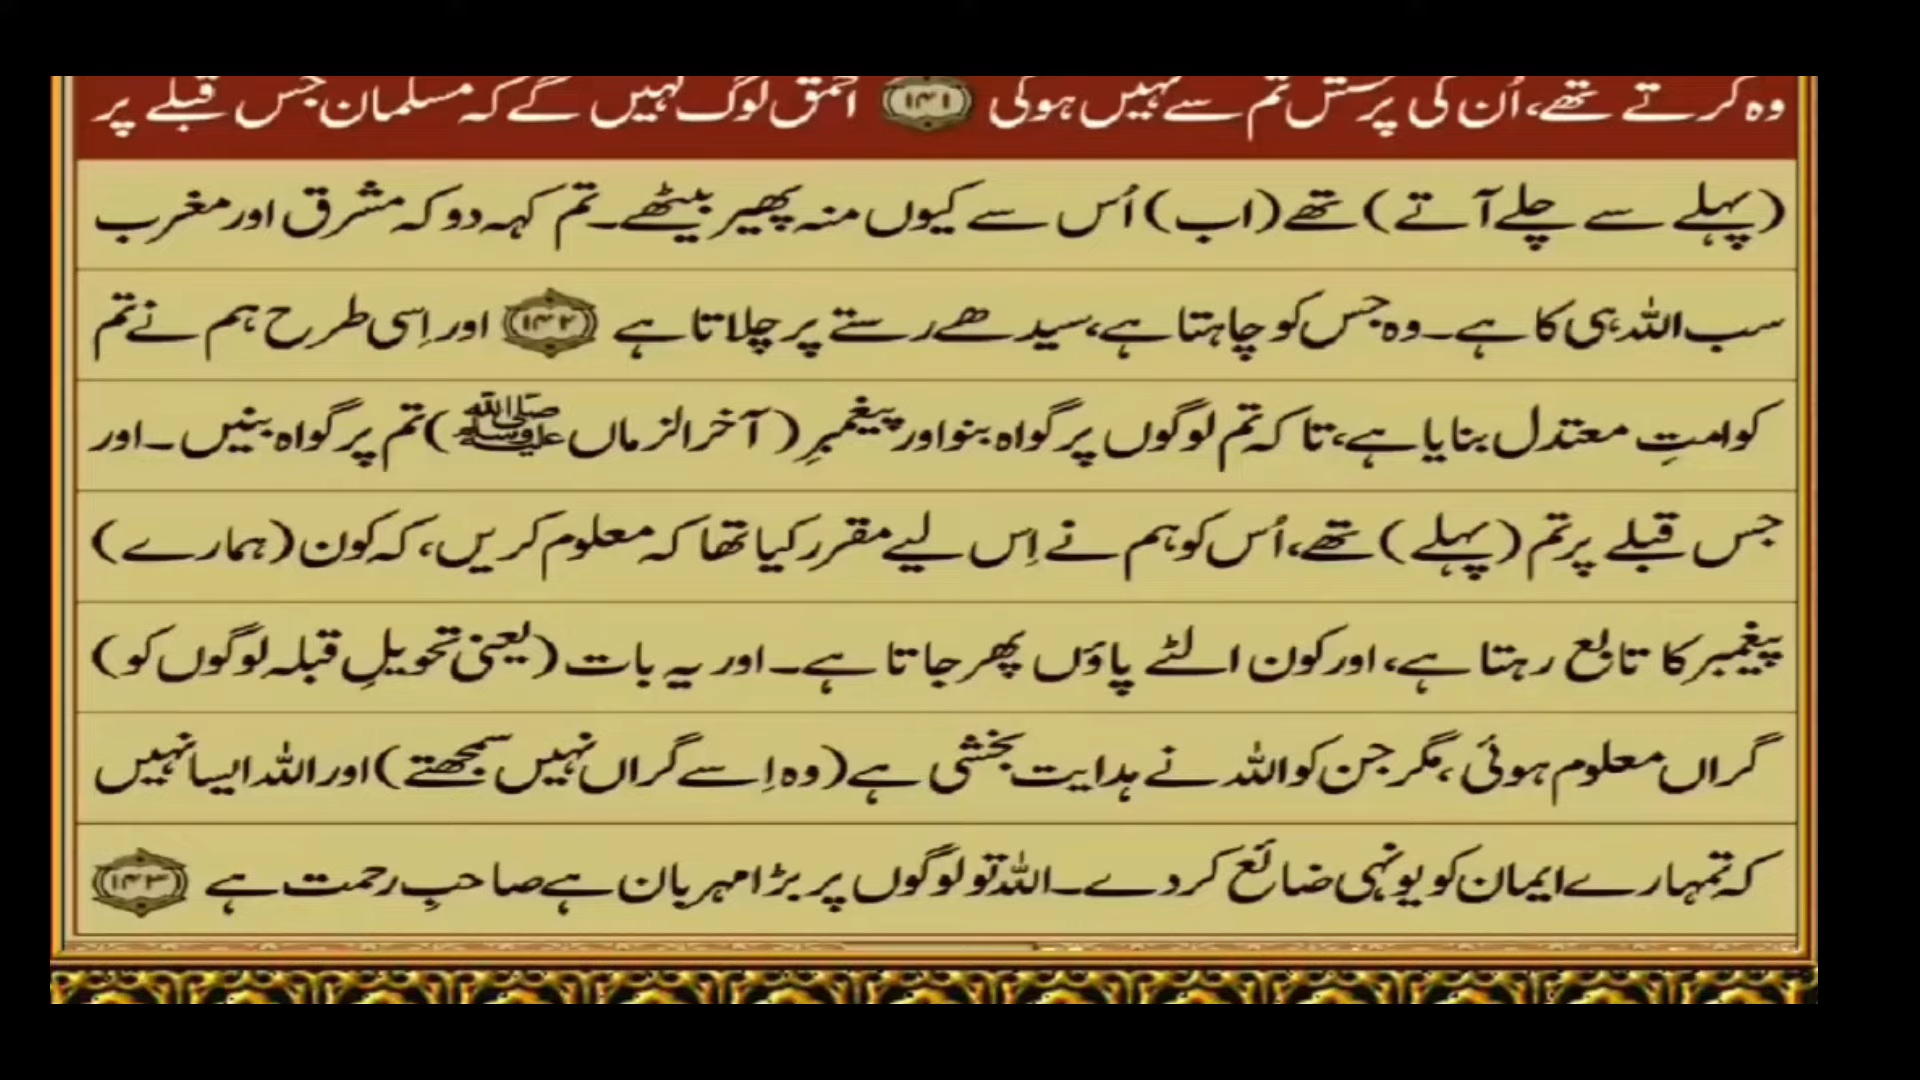 وہ کرتے تھے، اُن کی پرستش تم سے نہیں ہوگی ۱۴۱ احمق لوگ کہیں گے کہ مسلمان جس قبلے پر
(پہلے سے چلے آتے) تھے (اب) اُس سے کیوں منہ پھیر بیٹھے۔ تم کہہ دو کہ مشرق اور مغرب
سب اللہ ہی کا ہے۔ وہ جس کو چاہتا ہے، سیدھے رستے پر چلاتا ہے ۱۴۲ اور اِسی طرح ہم نے تم
کو امتِ معتدل بنایا ہے، تا کہ تم لوگوں پر گواہ بنو اور پیغمبرِ (آخر الزماں ﷺ) تم پر گواہ بنیں۔ اور
جس قبلے پر تم (پہلے) تھے، اُس کو ہم نے اِس لیے مقرر کیا تھا کہ معلوم کریں، کہ کون (ہمارے)
پیغمبر کا تابع رہتا ہے، اور کون الٹے پاؤں پھر جاتا ہے۔ اور یہ بات (یعنی تحویلِ قبلہ لوگوں کو)
گراں معلوم ہوئی، مگر جن کو اللہ نے ہدایت بخشی ہے (وہ اِسے گراں نہیں سمجھتے) اور اللہ ایسا نہیں
کہ تمہارے ایمان کو یونہی ضائع کر دے۔ اللہ تو لوگوں پر بڑا مہربان ہے صاحبِ رحمت ہے ۱۴۳